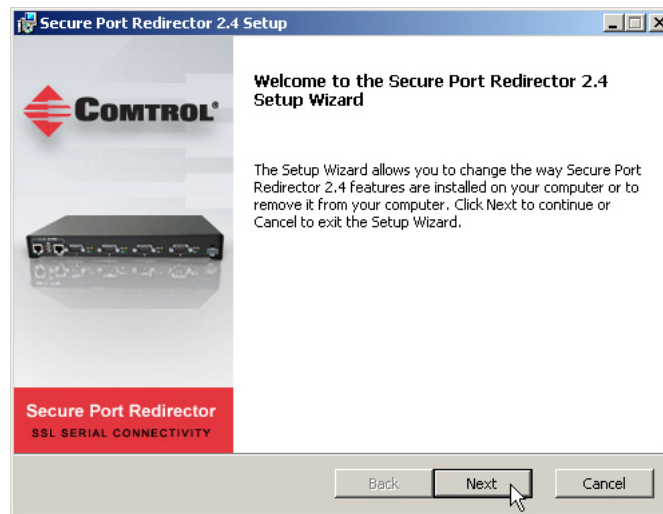 Secure Port Redirector 2.4 Setup
COMTROL®
Welcome to the Secure Port Redirector 2.4
Setup Wizard
The Setup Wizard allows you to change the way Secure Port
Redirector 2.4 features are installed on your computer or to
remove it from your computer. Click Next to continue or
Cancel to exit the Setup Wizard.
Secure Port Redirector
SSL SERIAL CONNECTIVITY
Back Next Cancel